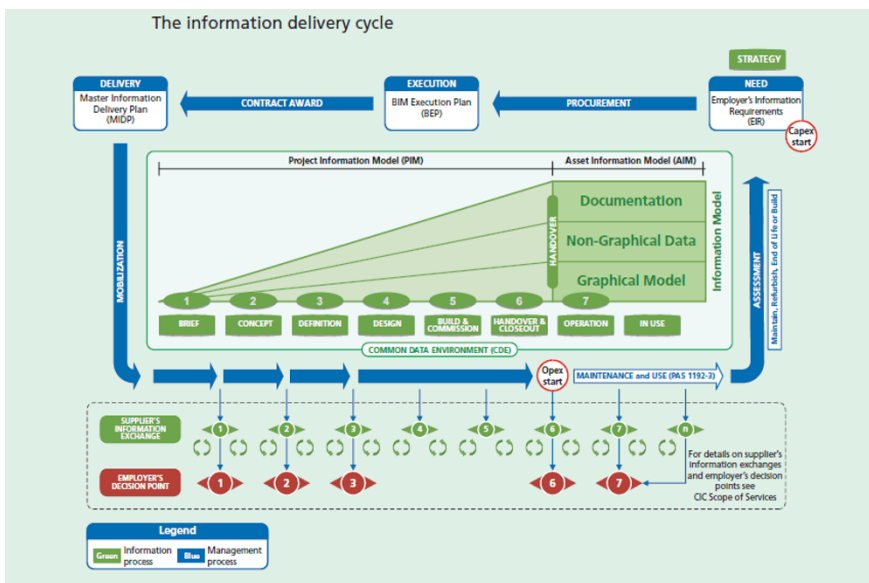 The information delivery cycle
STRATEGY
DELIVERY
Master Information
Delivery Plan
(MIDP)
CONTRACT AWARD
EXECUTION
BIM Execution Plan
(BEP)
PROCUREMENT
NEED
Employer's Information
Requirements
(EIR)
Capex
start
Project Information Model (PIM)
Asset Information Model (AIM)
Documentation
Non-Graphical Data
Graphical Model
HANDOVER
Information Model
MOBILIZATION
ASSESSMENT
Maintain, Refurbish, End of Life or Build
1 2 3 4 5 6 7
BRIEF
CONCEPT
DEFINITION
DESIGN
BUILD &
COMMISSION
HANDOVER &
CLOSEOUT
OPERATION
IN USE
COMMON DATA ENVIRONMENT (CDE)
Opex
start
MAINTENANCE and USE (PAS 1192-3)
SUPPLIER'S
INFORMATION
EXCHANGE
1 2 3 4 5 6 7 n
EMPLOYER'S
DECISION POINT
1 2 3 6 7
For details on supplier's
information exchanges
and employer's decision
points see
CIC Scope of Services
Legend
Green
Information
process
Blue
Management
process